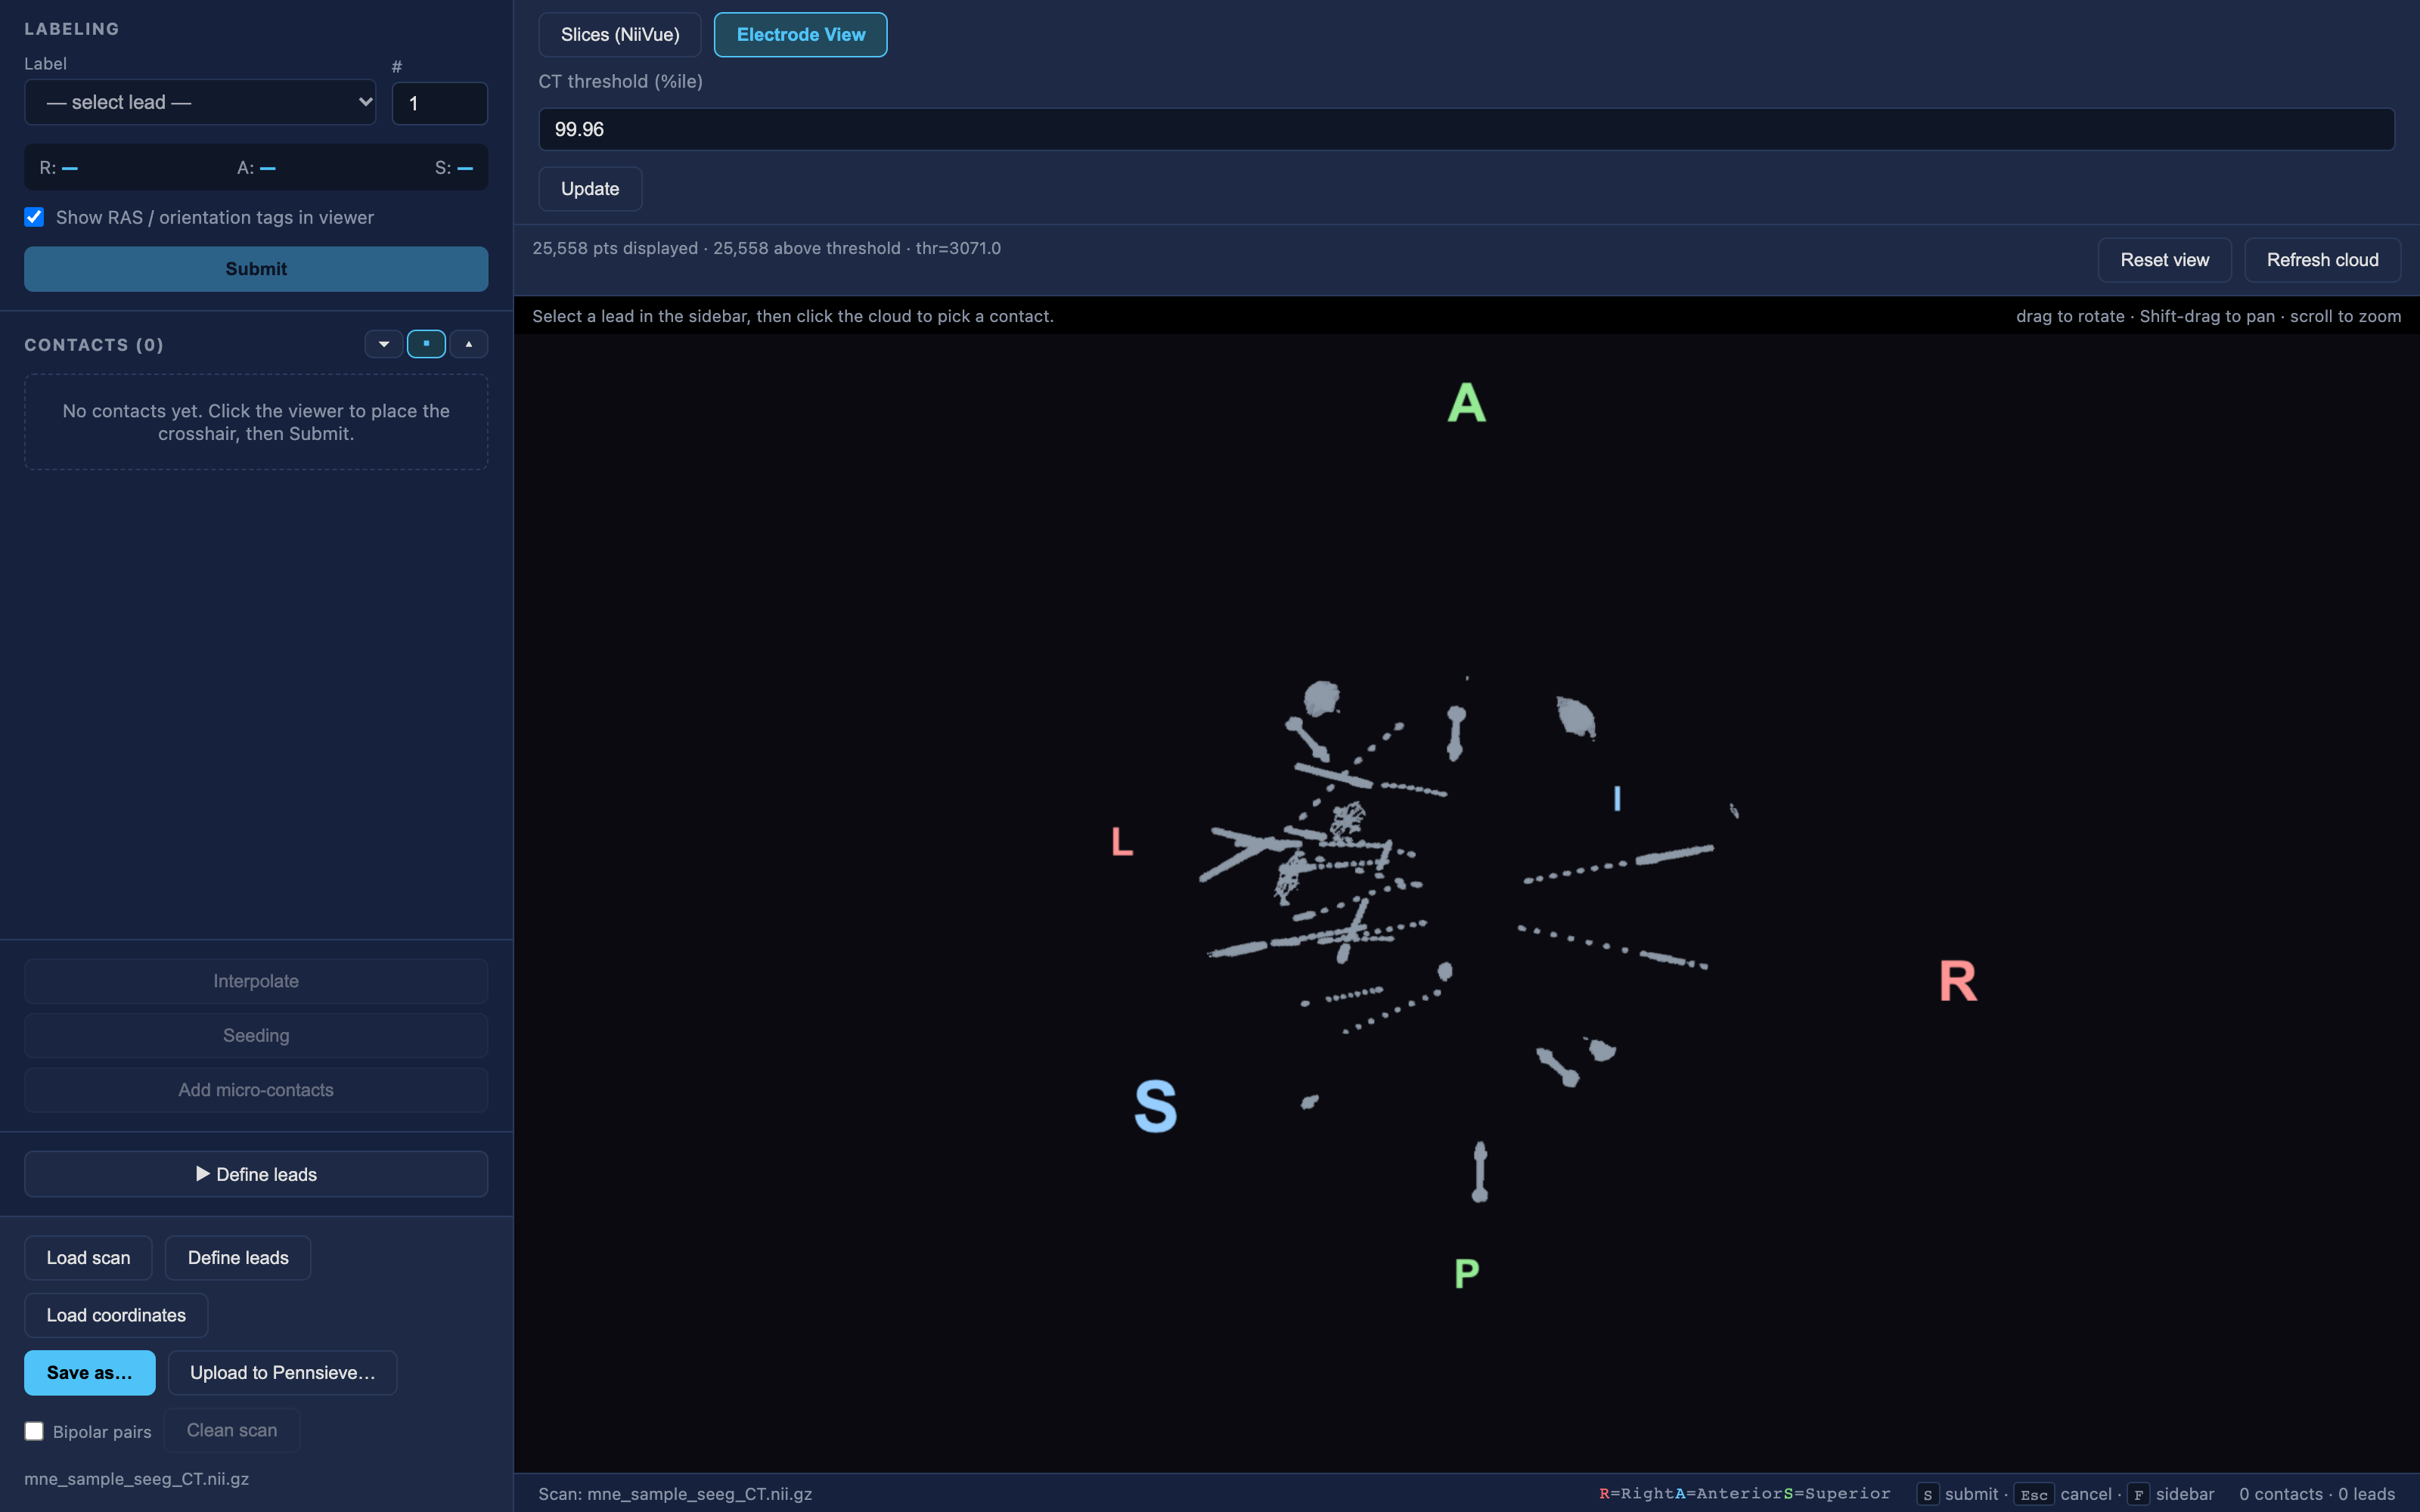 LABELING
Label
#
— select lead —
1
R: —
A: —
S: —
Show RAS / orientation tags in viewer
Submit
CONTACTS (0)
No contacts yet. Click the viewer to place the
crosshair, then Submit.
Interpolate
Seeding
Add micro-contacts
▶ Define leads
Load scan
Define leads
Load coordinates
Save as…
Upload to Pennsieve…
Bipolar pairs
Clean scan
mne_sample_seeg_CT.nii.gz
Slices (NiiVue)
Electrode View
CT threshold (%ile)
99.96
Update
25,558 pts displayed · 25,558 above threshold · thr=3071.0
Reset view
Refresh cloud
Select a lead in the sidebar, then click the cloud to pick a contact.
drag to rotate · Shift-drag to pan · scroll to zoom
A
I
L
R
S
P
Scan: mne_sample_seeg_CT.nii.gz
R=RightA=AnteriorS=Superior
S submit · Esc cancel · F sidebar
0 contacts · 0 leads